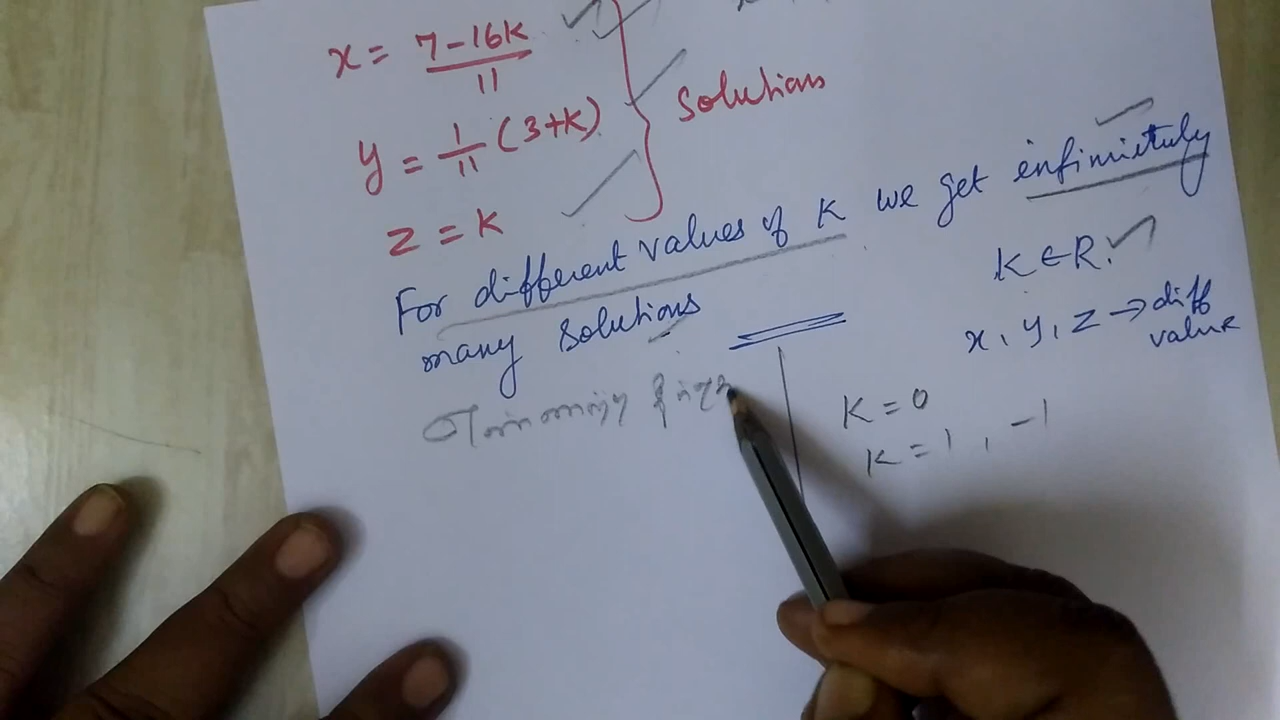 x = 7-16k / 11
y = 1/11 (3+k)
z = k
Solutions
For different values of K we get enfinietuly
many Solutions
K ∈ R.
x, y, z → diff
value
K = 0
K = 1, -1